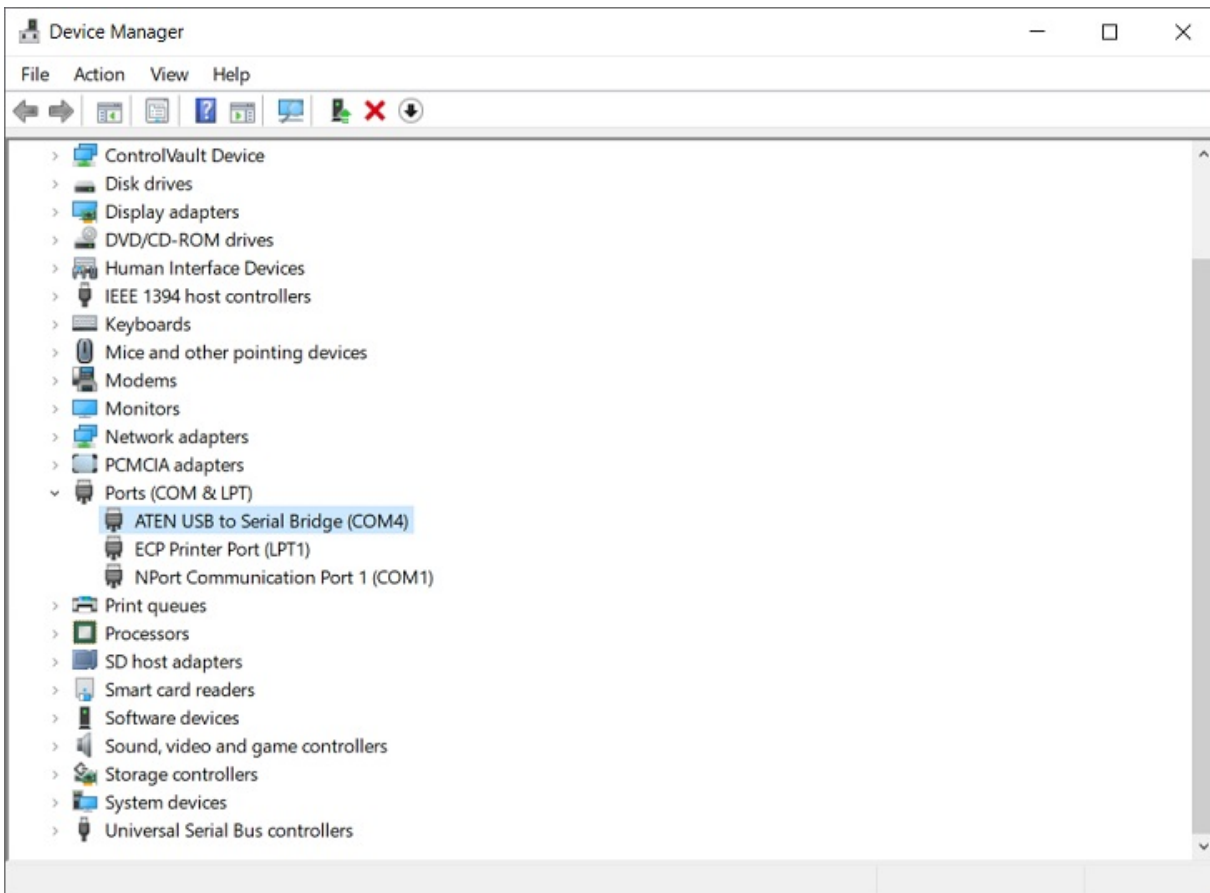 Device Manager
File Action View Help
ControlVault Device
Disk drives
Display adapters
DVD/CD-ROM drives
Human Interface Devices
IEEE 1394 host controllers
Keyboards
Mice and other pointing devices
Modems
Monitors
Network adapters
PCMCIA adapters
Ports (COM & LPT)
ATEN USB to Serial Bridge (COM4)
ECP Printer Port (LPT1)
NPort Communication Port 1 (COM1)
Print queues
Processors
SD host adapters
Smart card readers
Software devices
Sound, video and game controllers
Storage controllers
System devices
Universal Serial Bus controllers